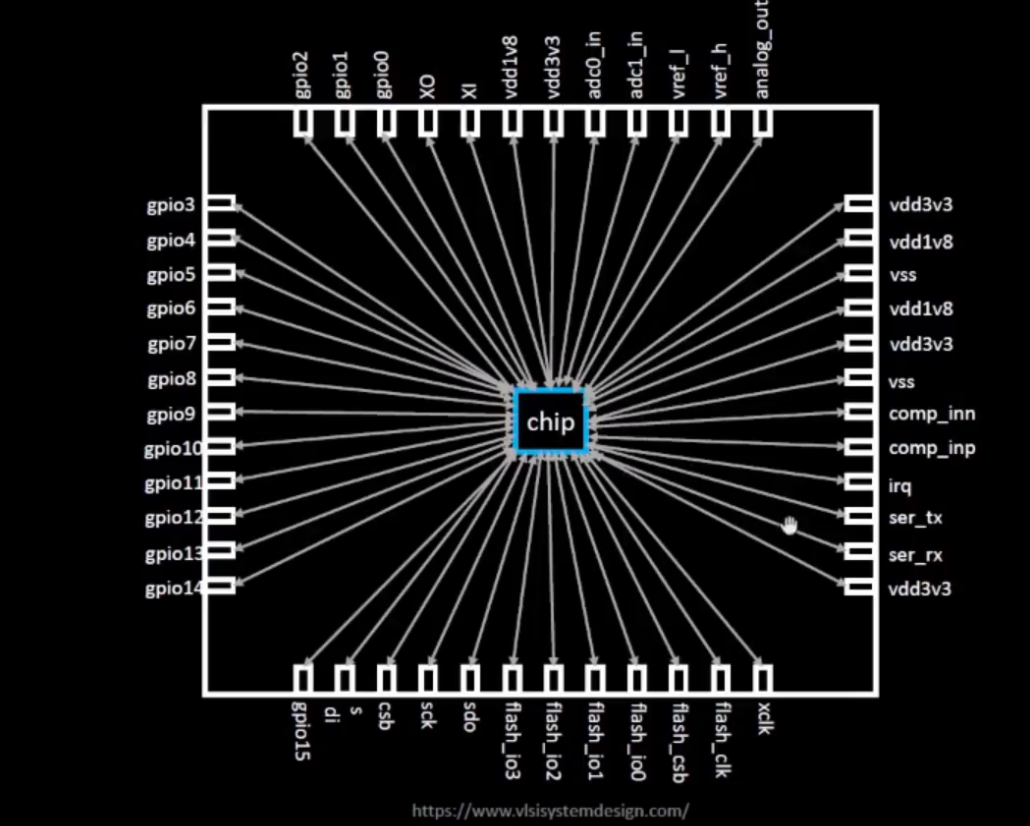 gpio2
gpio1
gpio0
XO
XI
vdd1v8
vdd3v3
adc0_in
adc1_in
vref_l
vref_h
analog_out
gpio3
vdd3v3
gpio4
vdd1v8
gpio5
vss
gpio6
vdd1v8
gpio7
vdd3v3
gpio8
vss
gpio9
comp_inn
chip
gpio10
comp_inp
gpio11
irq
gpio12
ser_tx
gpio13
ser_rx
gpio14
vdd3v3
gpio15
s
di
csb
sck
sdo
flash_io3
flash_io2
flash_io1
flash_io0
flash_csb
flash_clk
xclk
https://www.vlsisystemdesign.com/